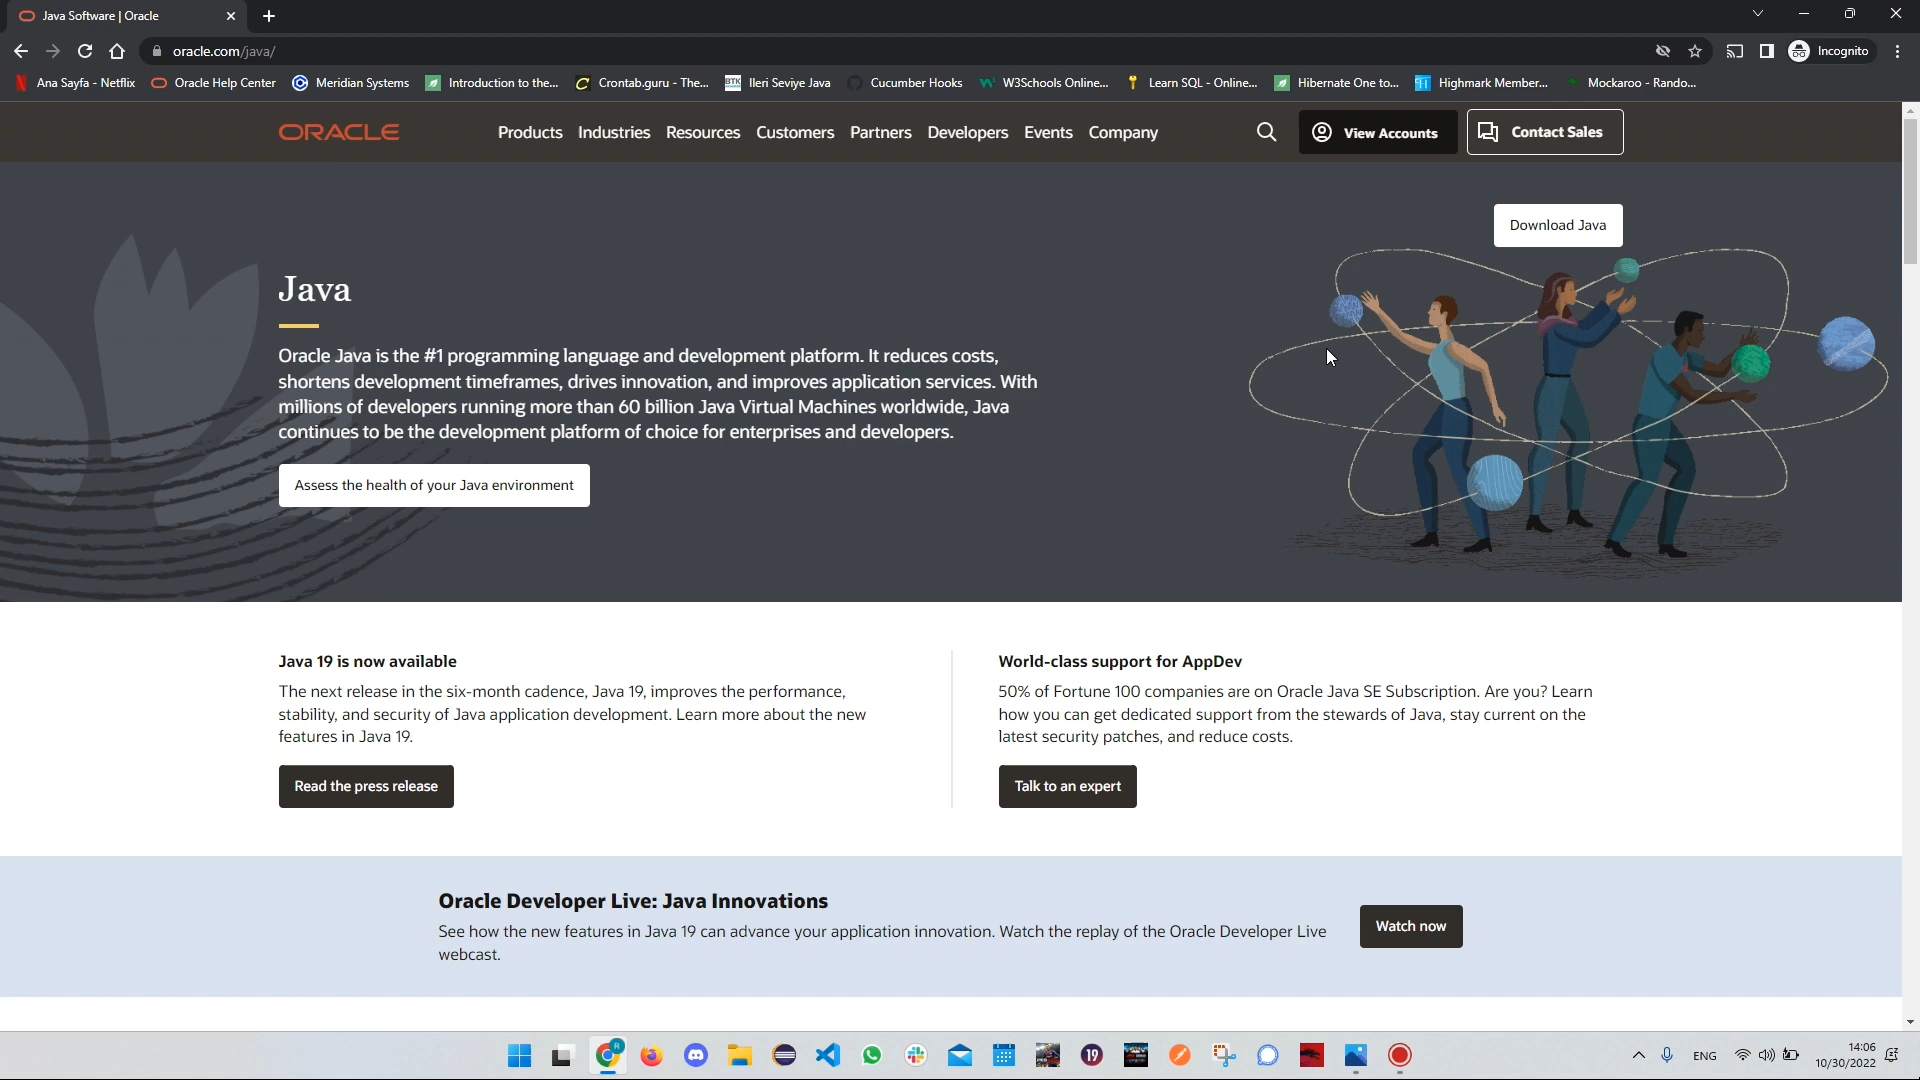 Java Software | Oracle
oracle.com/java/
Incognito
Ana Sayfa - Netflix Oracle Help Center Meridian Systems Introduction to the... Crontab.guru - The... BTK İleri Seviye Java Cucumber Hooks W3Schools Online... Learn SQL - Online... Hibernate One to... Highmark Member... Mockaroo - Rando...
ORACLE Products Industries Resources Customers Partners Developers Events Company View Accounts Contact Sales
Download Java
Java
Oracle Java is the #1 programming language and development platform. It reduces costs,
shortens development timeframes, drives innovation, and improves application services. With
millions of developers running more than 60 billion Java Virtual Machines worldwide, Java
continues to be the development platform of choice for enterprises and developers.
Assess the health of your Java environment
Java 19 is now available
The next release in the six-month cadence, Java 19, improves the performance,
stability, and security of Java application development. Learn more about the new
features in Java 19.
Read the press release
World-class support for AppDev
50% of Fortune 100 companies are on Oracle Java SE Subscription. Are you? Learn
how you can get dedicated support from the stewards of Java, stay current on the
latest security patches, and reduce costs.
Talk to an expert
Oracle Developer Live: Java Innovations
See how the new features in Java 19 can advance your application innovation. Watch the replay of the Oracle Developer Live
webcast.
Watch now
19
ENG
14:06
10/30/2022